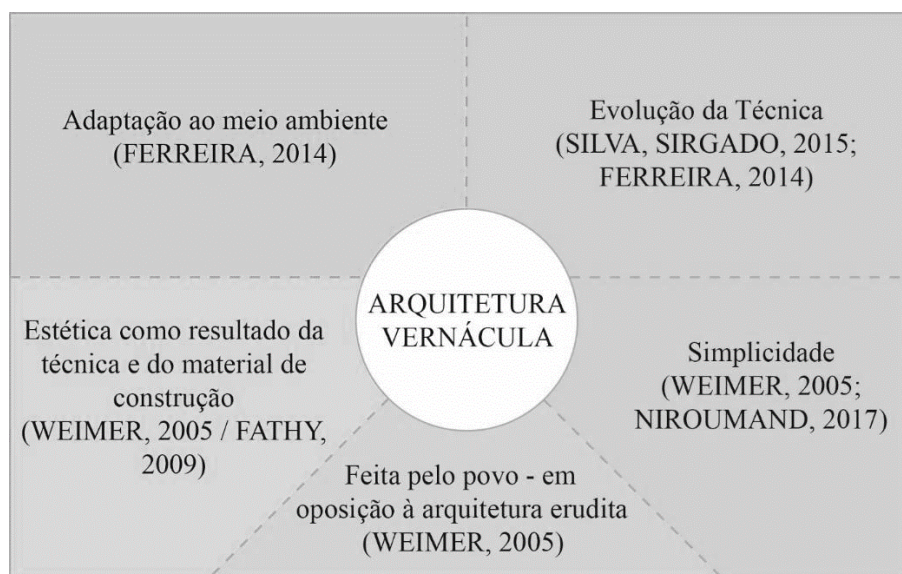 Adaptação ao meio ambiente
(FERREIRA, 2014)
Evolução da Técnica
(SILVA, SIRGADO, 2015;
FERREIRA, 2014)
ARQUITETURA
VERNÁCULA
Estética como resultado da
técnica e do material de
construção
(WEIMER, 2005 / FATHY,
2009)
Simplicidade
(WEIMER, 2005;
NIROUMAND, 2017)
Feita pelo povo - em
oposição à arquitetura erudita
(WEIMER, 2005)